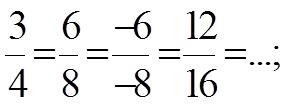 3/4 = 6/8 = -6/-8 = 12/16 = ...;